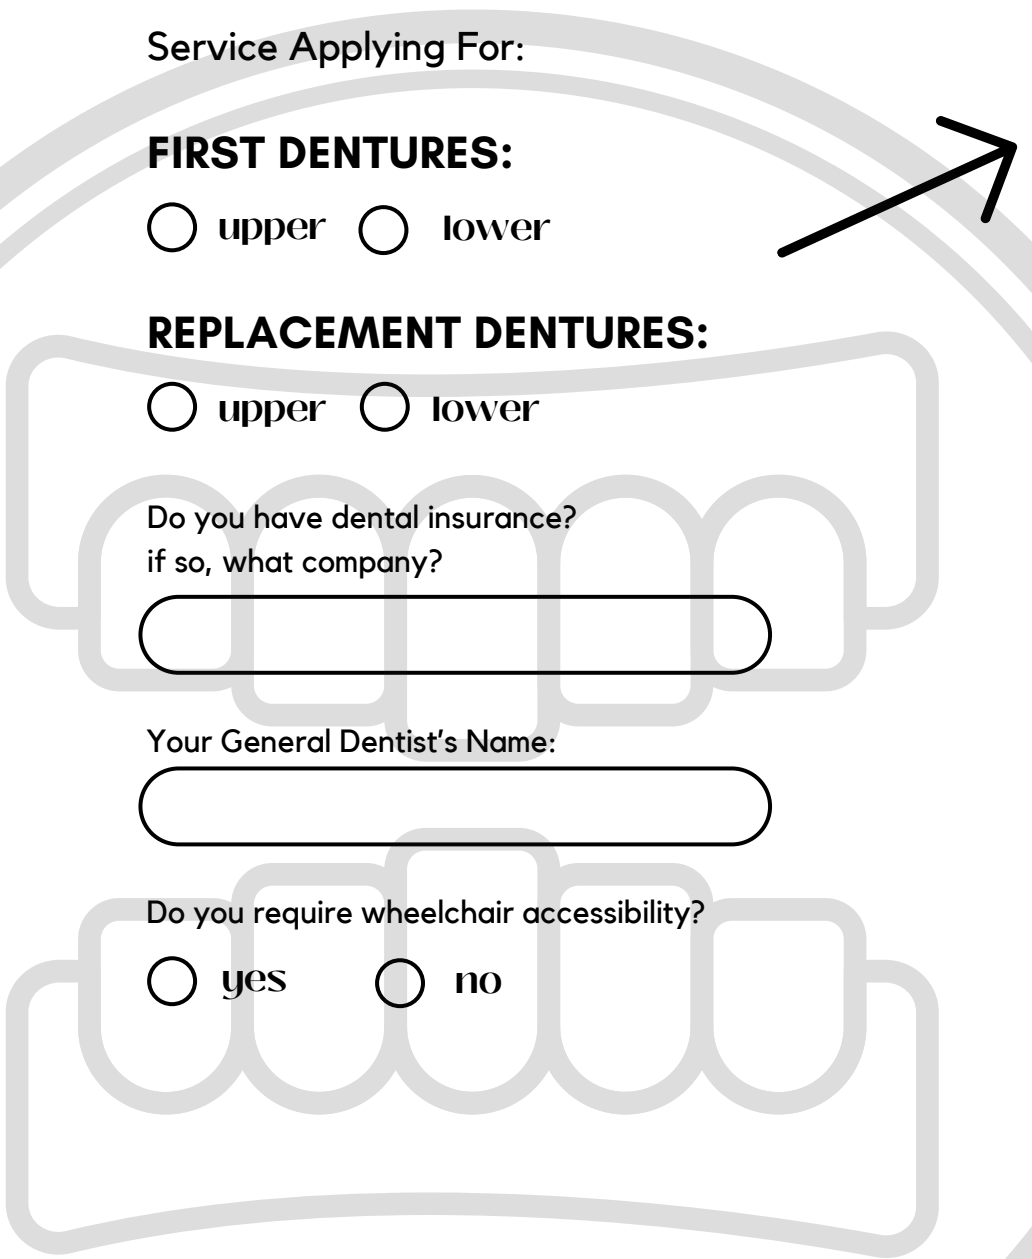 Service Applying For:
FIRST DENTURES:
upper lower
REPLACEMENT DENTURES:
upper lower
Do you have dental insurance?
if so, what company?
Your General Dentist's Name:
Do you require wheelchair accessibility?
yes no